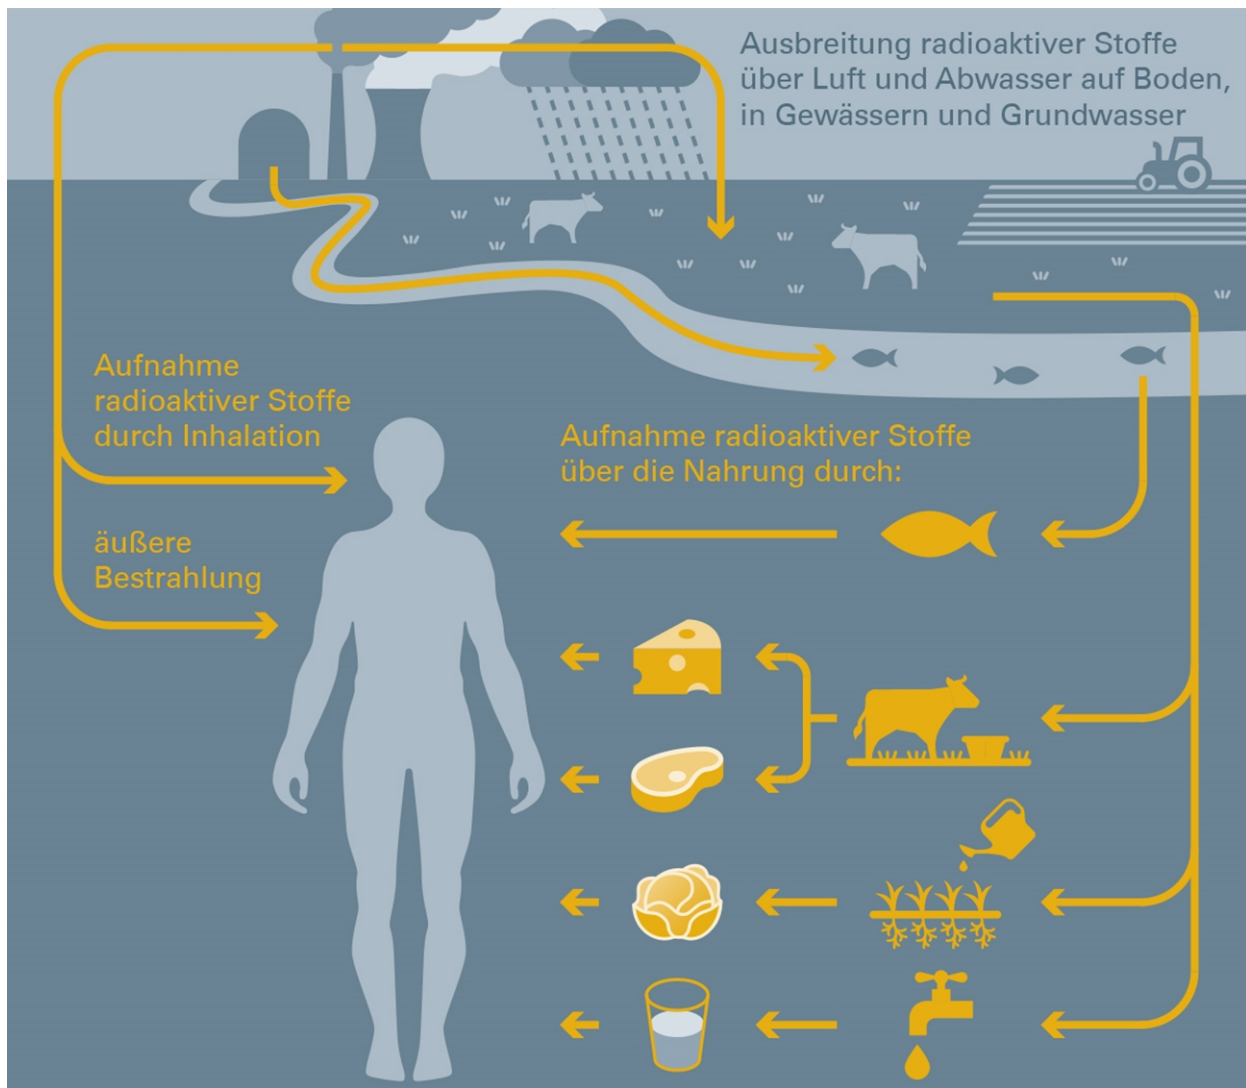 Ausbreitung radioaktiver Stoffe
über Luft und Abwasser auf Boden,
in Gewässern und Grundwasser
Aufnahme
radioaktiver Stoffe
durch Inhalation
äußere
Bestrahlung
Aufnahme radioaktiver Stoffe
über die Nahrung durch: